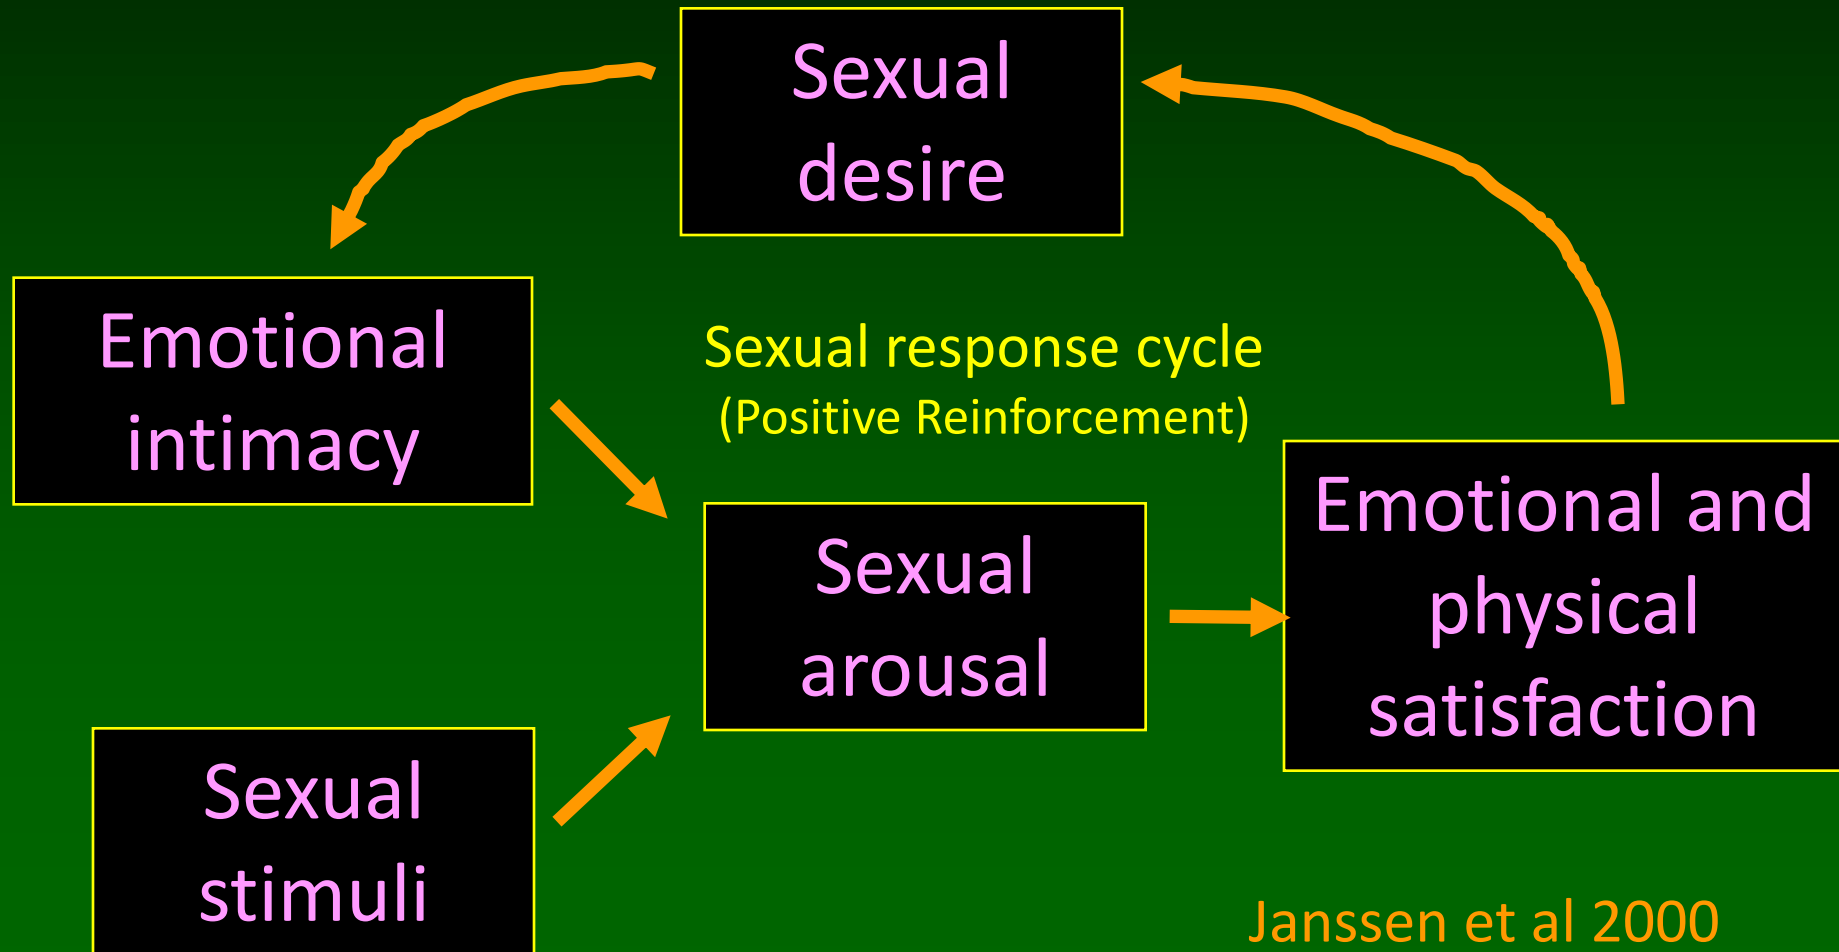 Sexual
desire
Emotional
intimacy
Sexual response cycle
(Positive Reinforcement)
Sexual
arousal
Emotional and
physical
satisfaction
Sexual
stimuli
Janssen et al 2000